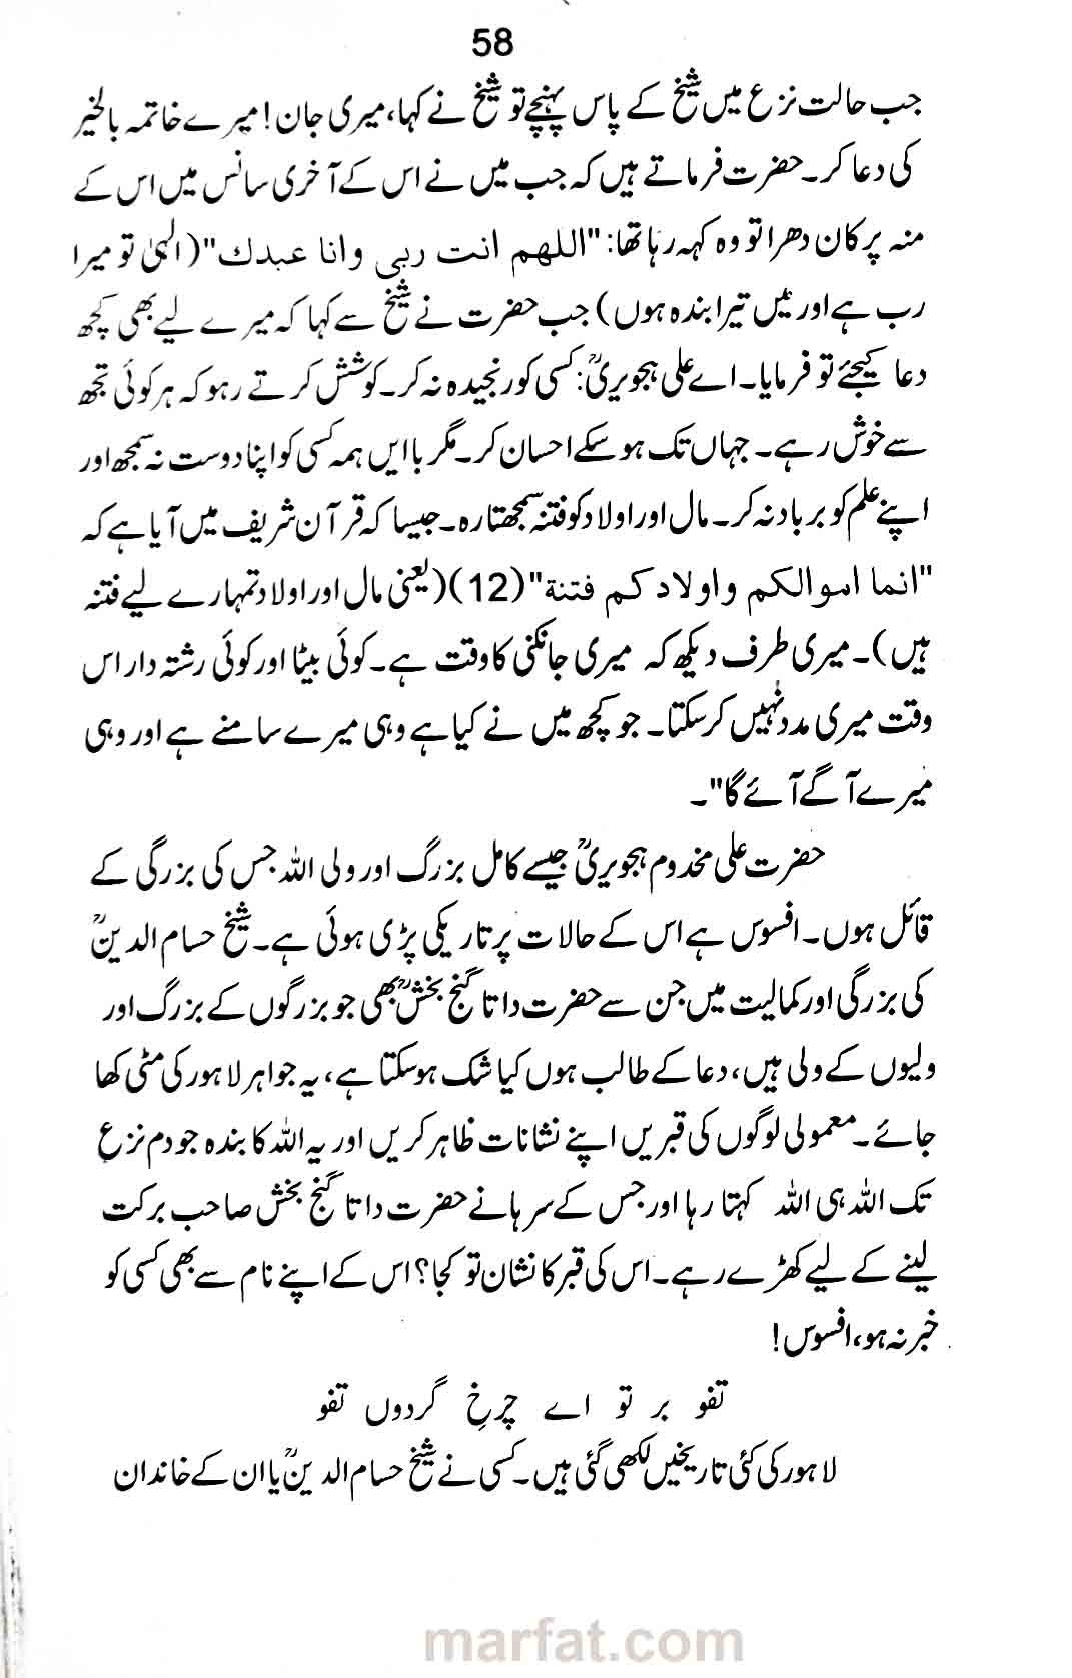 58
جب حالت نزع میں شیخ کے پاس پہنچے تو شیخ نے کہا، میری جان! میرے خاتمہ بالخیر
کی دعا کر۔ حضرت فرماتے ہیں کہ جب میں نے اس کے آخری سانس میں اس کے
منہ پر کان دھرا تو وہ کہہ رہا تھا: "اللهم انت ربی وانا عبدك" (الٰہی تو میرا
رب ہے اور میں تیرا بندہ ہوں) جب حضرت نے شیخ سے کہا کہ میرے لیے بھی کچھ
دعا کیجئے تو فرمایا۔ اے علی ہجویریؒ: کسی کو رنجیدہ نہ کر۔ کوشش کرتے رہو کہ ہر کوئی تجھ
سے خوش رہے۔ جہاں تک ہو سکے احسان کر۔ مگر باایں ہمہ کسی کو اپنا دوست نہ سمجھ اور
اپنے علم کو برباد نہ کر۔ مال اور اولاد کو فتنہ سمجھتا رہ۔ جیسا کہ قرآن شریف میں آیا ہے کہ
"انما اموالکم واولاد کم فتنة" (12) (یعنی مال اور اولاد تمہارے لیے فتنہ
ہیں)۔ میری طرف دیکھ کہ میری جانکنی کا وقت ہے۔ کوئی بیٹا اور کوئی رشتہ دار اس
وقت میری مدد نہیں کر سکتا۔ جو کچھ میں نے کیا ہے وہی میرے سامنے ہے اور وہی
میرے آگے آئے گا"۔
حضرت علی مخدوم ہجویریؒ جیسے کامل بزرگ اور ولی اللہ جس کی بزرگی کے
قائل ہوں۔ افسوس ہے اس کے حالات پر تاریکی پڑی ہوئی ہے۔ شیخ حسام الدینؒ
کی بزرگی اور کمالیت میں جن سے حضرت داتا گنج بخشؒ بھی جو بزرگوں کے بزرگ اور
ولیوں کے ولی ہیں، دعا کے طالب ہوں کیا شک ہو سکتا ہے، یہ جواہر لاہور کی مٹی کھا
جائے۔ معمولی لوگوں کی قبریں اپنے نشانات ظاہر کریں اور یہ اللہ کا بندہ جو دم نزع
تک اللہ ہی اللہ کہتا رہا اور جس کے سرہانے حضرت داتا گنج بخش صاحب برکت
لینے کے لیے کھڑے رہے۔ اس کی قبر کا نشان تو کجا؟ اس کے اپنے نام سے بھی کسی کو
خبر نہ ہو، افسوس!
تفو بر تو اے چرخِ گردوں تفو
لاہور کی کئی تاریخیں لکھی گئی ہیں۔ کسی نے شیخ حسام الدینؒ یا ان کے خاندان
marfat.com